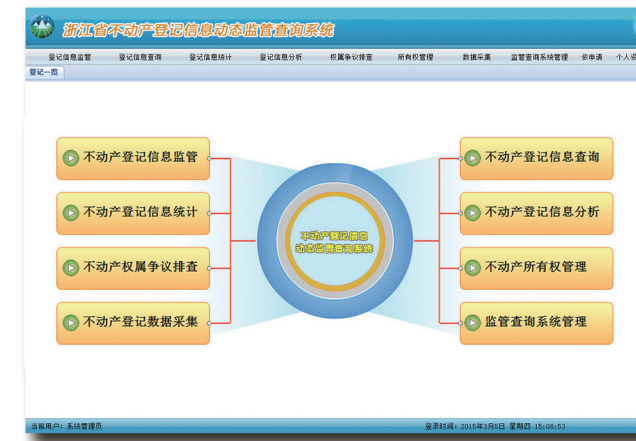 浙江省不动产登记信息动态监管查询系统
登记信息监管 登记信息查询 登记信息统计 登记信息分析 权属争议排查 所有权管理 数据采集 监管查询系统管理 依申请 个人设
登记一览
不动产登记信息监管
不动产登记信息查询
不动产登记信息统计
不动产登记信息分析
不动产登记信息
动态监管查询系统
不动产权属争议排查
不动产所有权管理
不动产登记数据采集
监管查询系统管理
当前用户：系统管理员
登录时间：2015年3月5日 星期四 15:08:53